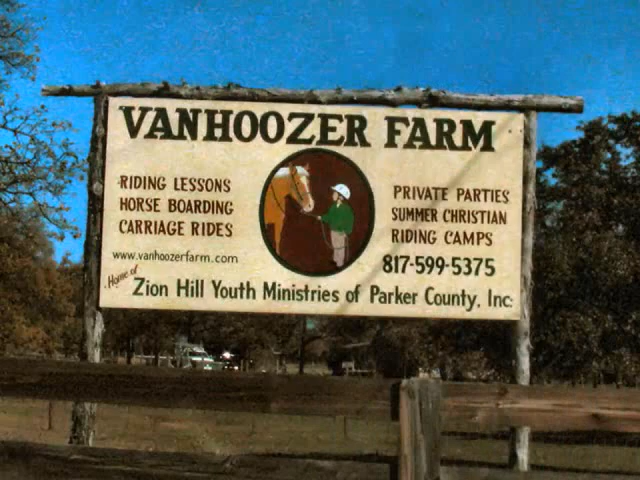 VANHOOZER FARM
RIDING LESSONS
HORSE BOARDING
CARRIAGE RIDES
www.vanhoozerfarm.com
PRIVATE PARTIES
SUMMER CHRISTIAN
RIDING CAMPS
817-599-5375
Home of
Zion Hill Youth Ministries of Parker County, Inc.